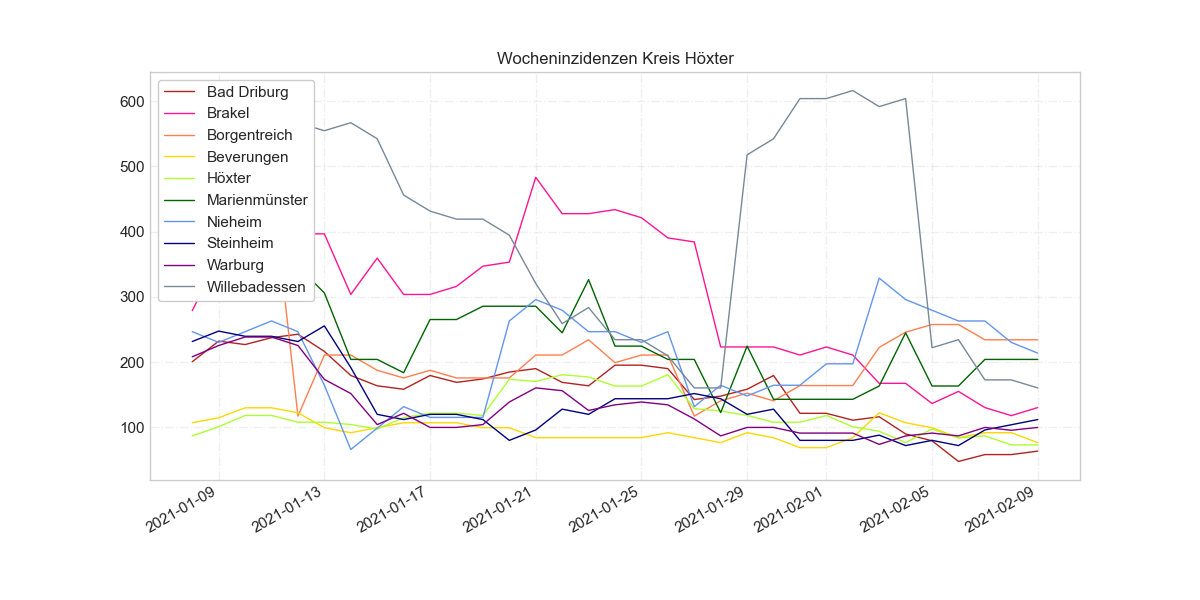 Wocheninzidenzen Kreis Höxter
600
500
400
300
200
100
Bad Driburg
Brakel
Borgentreich
Beverungen
Höxter
Marienmünster
Nieheim
Steinheim
Warburg
Willebadessen
2021-01-09
2021-01-13
2021-01-17
2021-01-21
2021-01-25
2021-01-29
2021-02-01
2021-02-05
2021-02-09